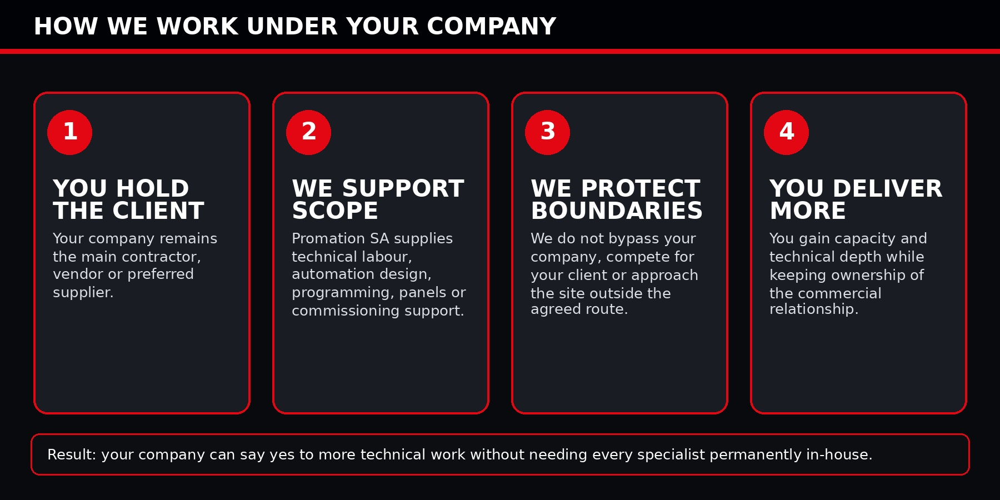 HOW WE WORK UNDER YOUR COMPANY
1
YOU HOLD
THE CLIENT
Your company remains
the main contractor,
vendor or preferred
supplier.
2
WE SUPPORT
SCOPE
Promation SA supplies
technical labour,
automation design,
programming, panels or
commissioning support.
3
WE PROTECT
BOUNDARIES
We do not bypass your
company, compete for
your client or approach
the site outside the
agreed route.
4
YOU DELIVER
MORE
You gain capacity and
technical depth while
keeping ownership of
the commercial
relationship.
Result: your company can say yes to more technical work without needing every specialist permanently in-house.